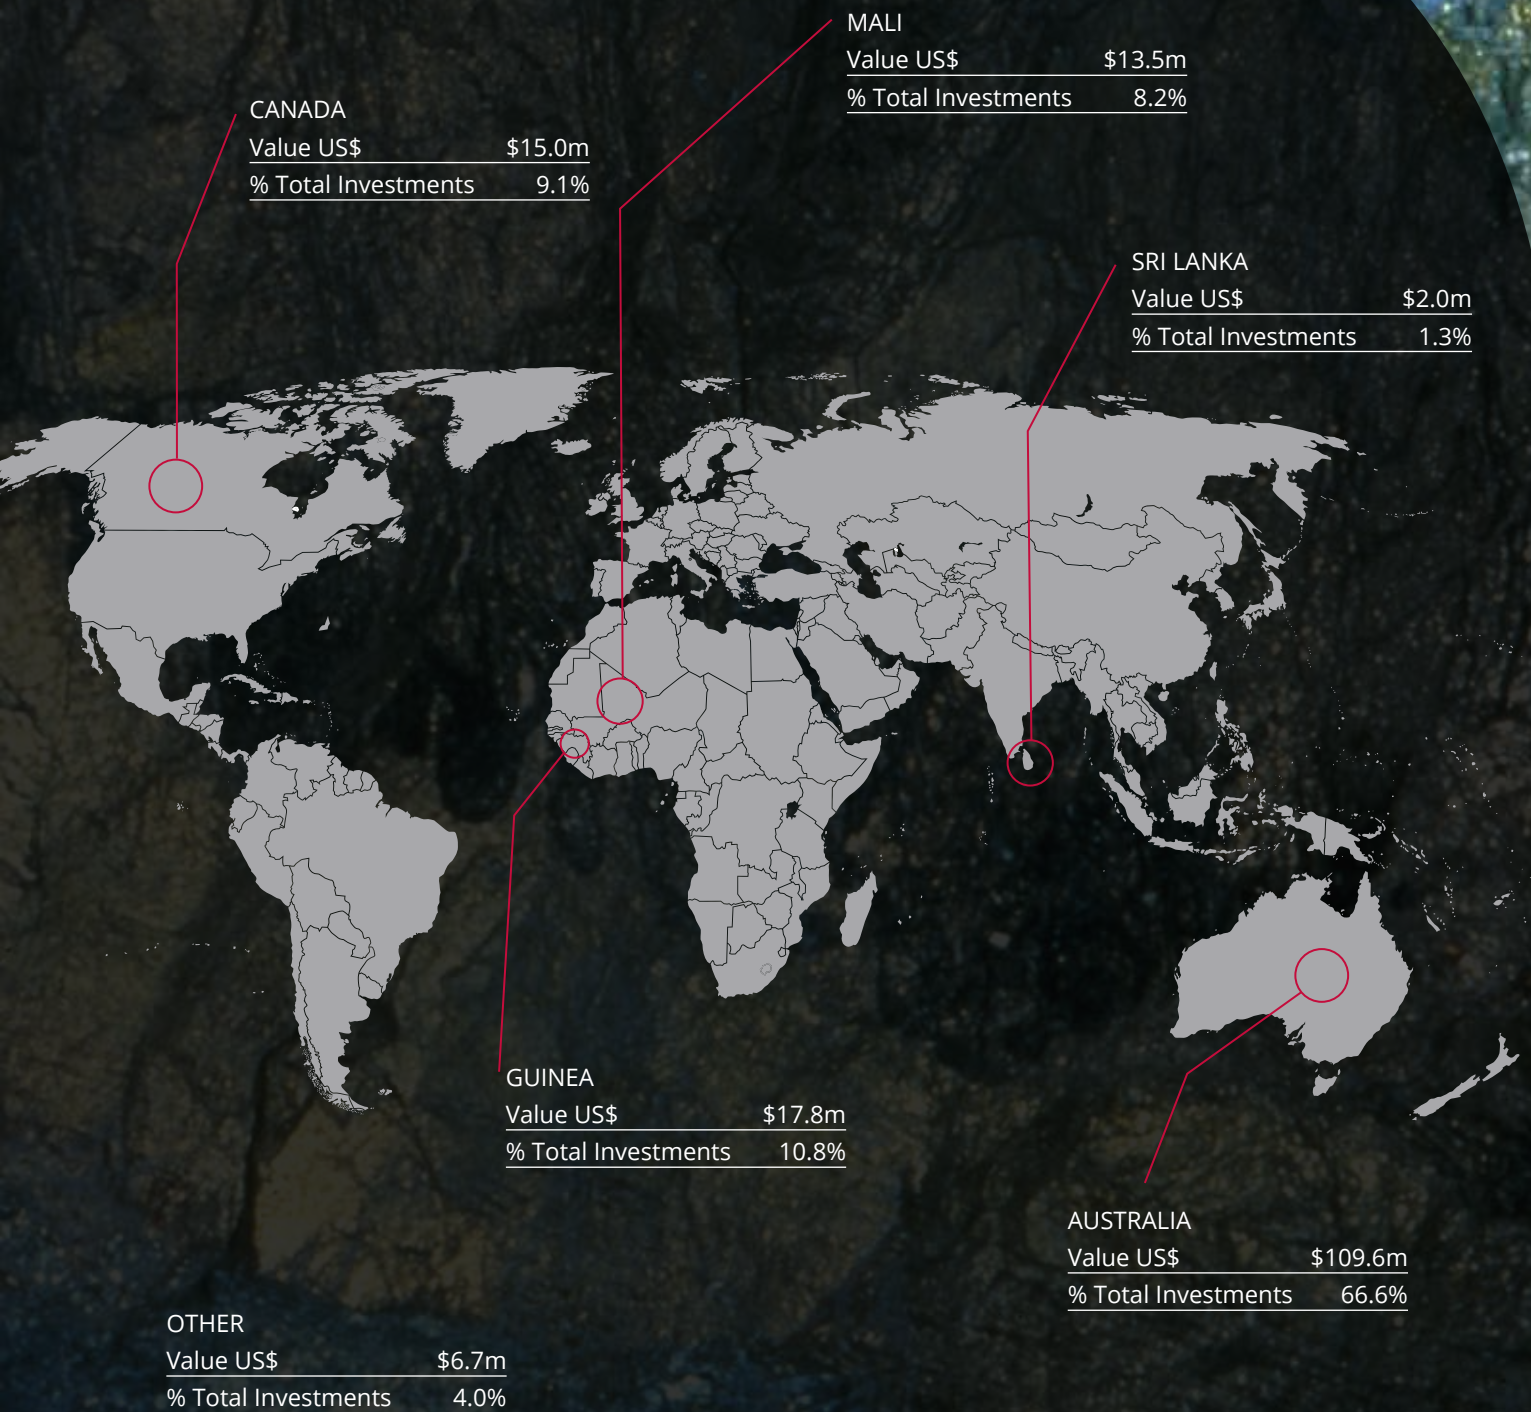 MALI
Value US$ $13.5m
% Total Investments 8.2%
CANADA
Value US$ $15.0m
% Total Investments 9.1%
SRI LANKA
Value US$ $2.0m
% Total Investments 1.3%
GUINEA
Value US$ $17.8m
% Total Investments 10.8%
AUSTRALIA
Value US$ $109.6m
% Total Investments 66.6%
OTHER
Value US$ $6.7m
% Total Investments 4.0%